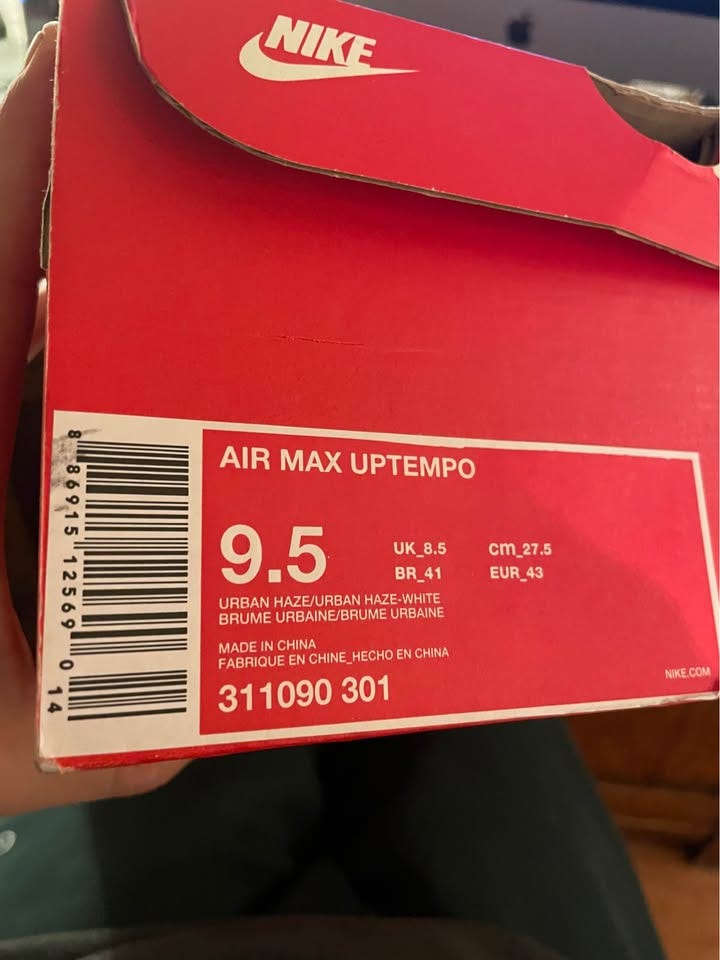 NIKE
AIR MAX UPTEMPO
9.5
UK_8.5 cm_27.5
BR_41 EUR_43
URBAN HAZE/URBAN HAZE-WHITE
BRUME URBAINE/BRUME URBAINE
MADE IN CHINA
FABRIQUE EN CHINE_HECHO EN CHINA
311090 301
NIKE.COM
8 86915 12569 0 14